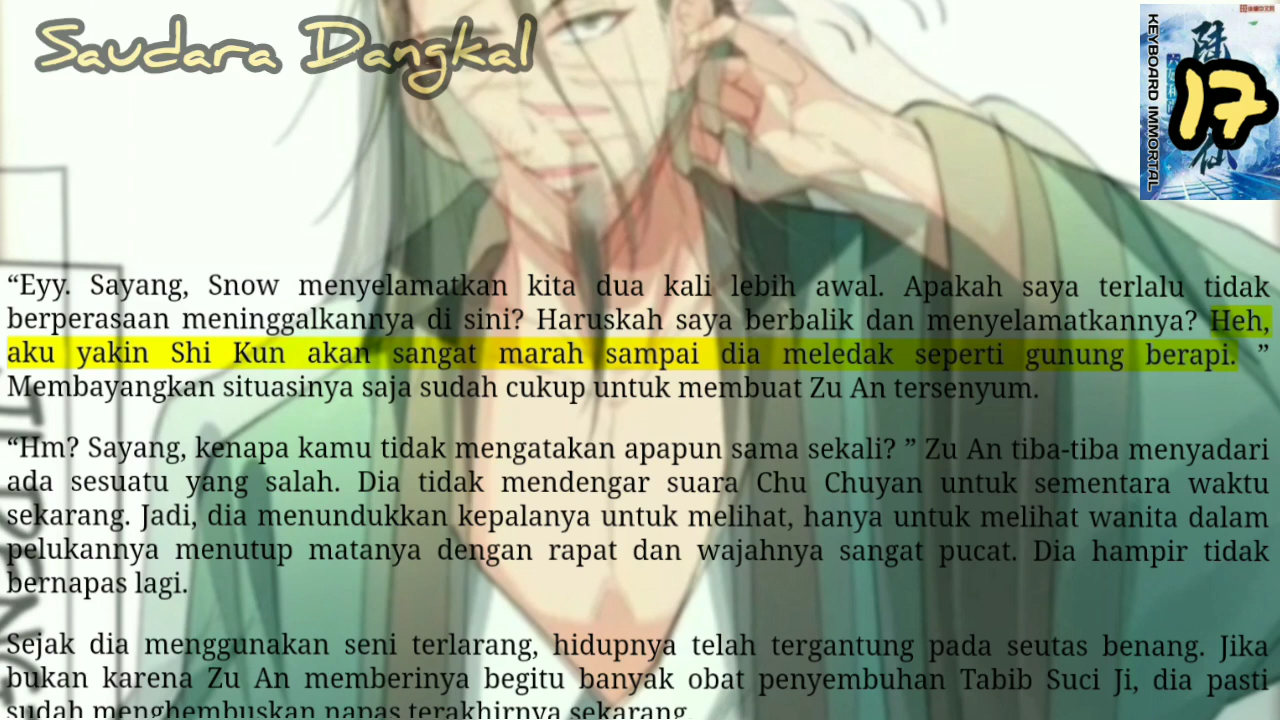 Saudara Dangkal
KEYBOARD IMMORTAL
17
“Eyy. Sayang, Snow menyelamatkan kita dua kali lebih awal. Apakah saya terlalu tidak
berperasaan meninggalkannya di sini? Haruskah saya berbalik dan menyelamatkannya? Heh,
aku yakin Shi Kun akan sangat marah sampai dia meledak seperti gunung berapi. ”
Membayangkan situasinya saja sudah cukup untuk membuat Zu An tersenyum.
“Hm? Sayang, kenapa kamu tidak mengatakan apapun sama sekali? ” Zu An tiba-tiba menyadari
ada sesuatu yang salah. Dia tidak mendengar suara Chu Chuyan untuk sementara waktu
sekarang. Jadi, dia menundukkan kepalanya untuk melihat, hanya untuk melihat wanita dalam
pelukannya menutup matanya dengan rapat dan wajahnya sangat pucat. Dia hampir tidak
bernapas lagi.
Sejak dia menggunakan seni terlarang, hidupnya telah tergantung pada seutas benang. Jika
bukan karena Zu An memberinya begitu banyak obat penyembuhan Tabib Suci Ji, dia pasti
sudah menghembuskan napas terakhirnya sekarang.